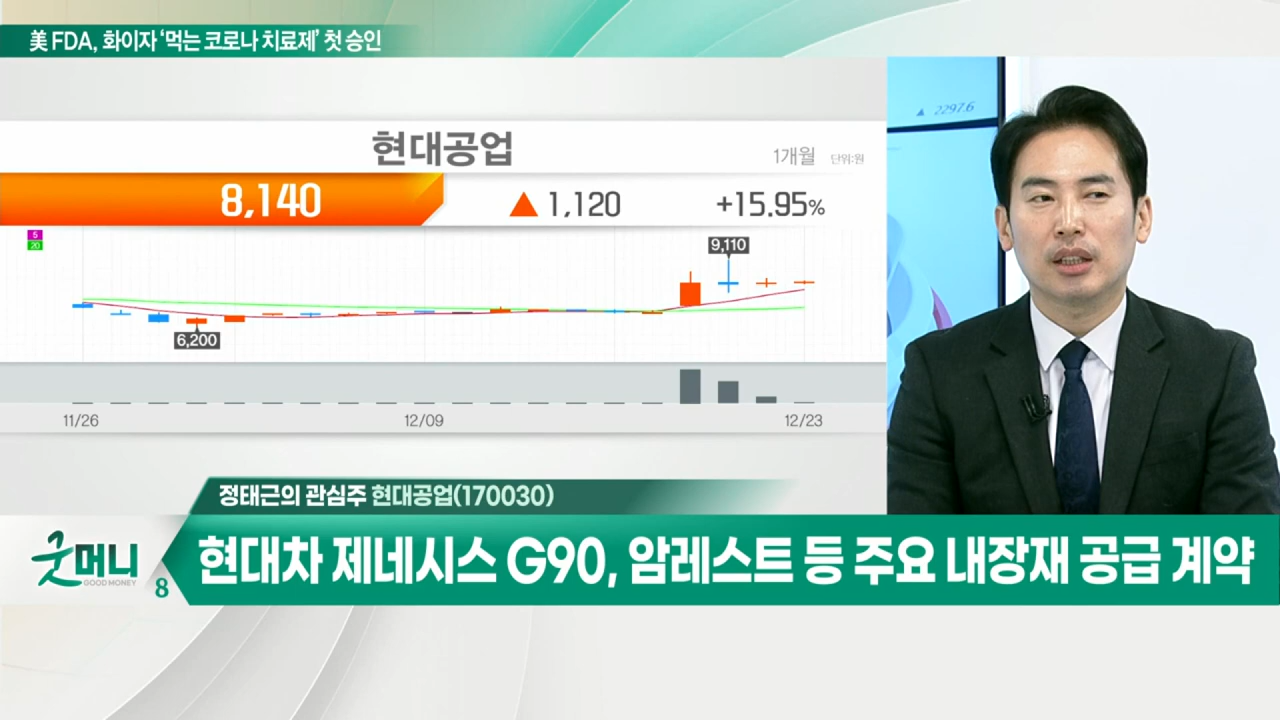 美 FDA, 화이자 ‘먹는 코로나 치료제’ 첫 승인
▲ 2297.6
현대공업
1개월 단위:원
8,140 ▲ 1,120 +15.95%
5
20
9,110
6,200
11/26 12/09 12/23
정태근의 관심주 현대공업(170030)
굿머니
GOOD MONEY
8
현대차 제네시스 G90, 암레스트 등 주요 내장재 공급 계약